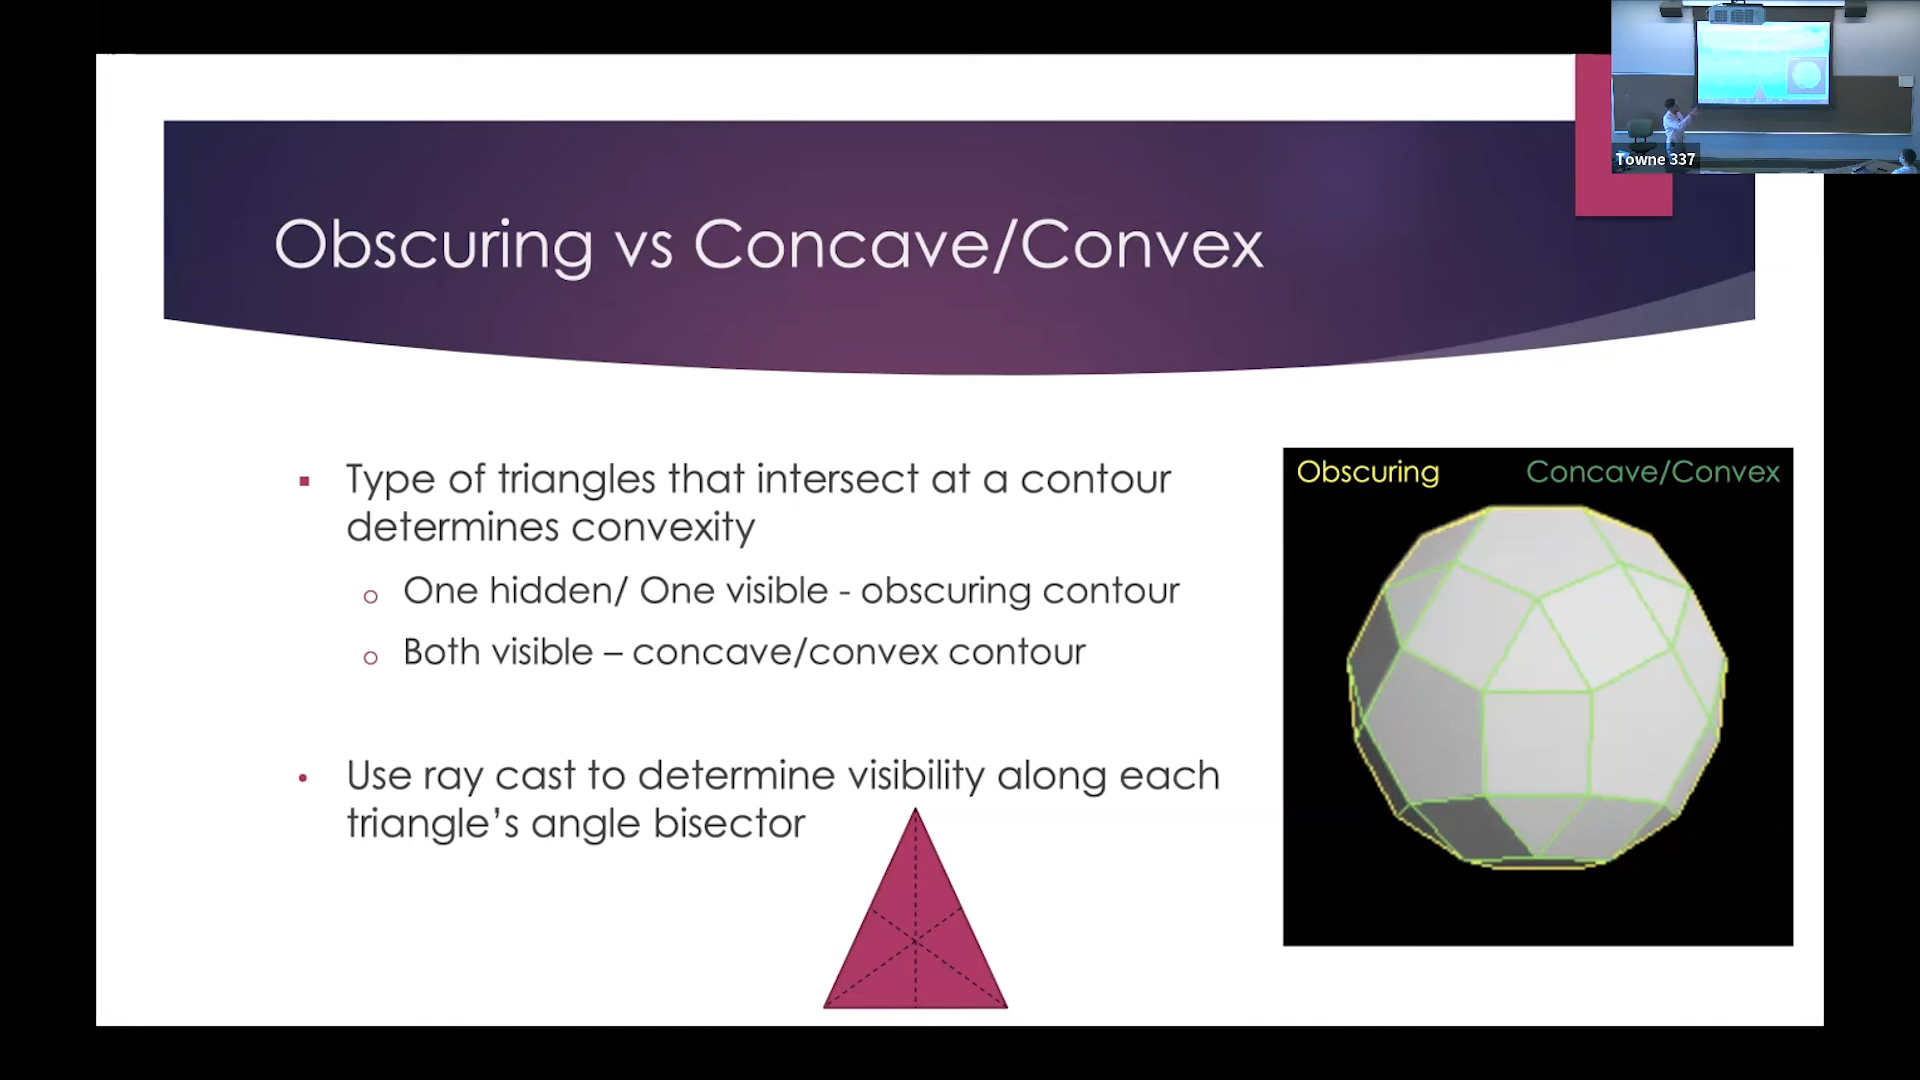 Towne 337
Obscuring vs Concave/Convex
Type of triangles that intersect at a contour
determines convexity
One hidden/ One visible - obscuring contour
Both visible – concave/convex contour
Use ray cast to determine visibility along each
triangle’s angle bisector
Obscuring
Concave/Convex